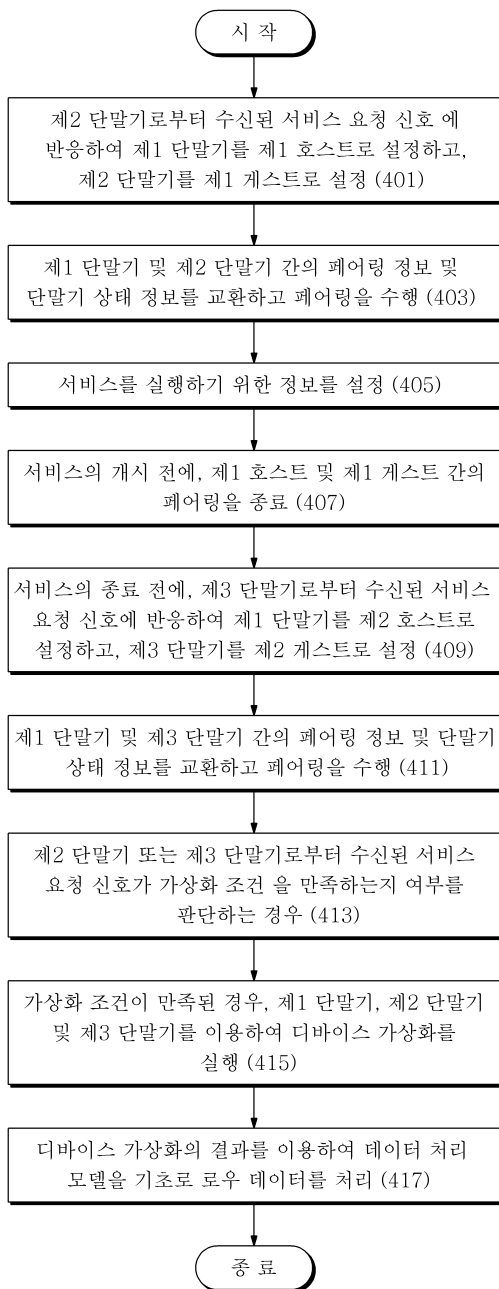 시 작
제2 단말기로부터 수신된 서비스 요청 신호 에
반응하여 제1 단말기를 제1 호스트로 설정하고,
제2 단말기를 제1 게스트로 설정 (401)
제1 단말기 및 제2 단말기 간의 페어링 정보 및
단말기 상태 정보를 교환하고 페어링을 수행 (403)
서비스를 실행하기 위한 정보를 설정 (405)
서비스의 개시 전에, 제1 호스트 및 제1 게스트 간의
페어링을 종료 (407)
서비스의 종료 전에, 제3 단말기로부터 수신된 서비스
요청 신호에 반응하여 제1 단말기를 제2 호스트로
설정하고, 제3 단말기를 제2 게스트로 설정 (409)
제1 단말기 및 제3 단말기 간의 페어링 정보 및 단말기
상태 정보를 교환하고 페어링을 수행 (411)
제2 단말기 또는 제3 단말기로부터 수신된 서비스
요청 신호가 가상화 조건 을 만족하는지 여부를
판단하는 경우 (413)
가상화 조건이 만족된 경우, 제1 단말기, 제2 단말기
및 제3 단말기를 이용하여 디바이스 가상화를
실행 (415)
디바이스 가상화의 결과를 이용하여 데이터 처리
모델을 기초로 로우 데이터를 처리 (417)
종 료